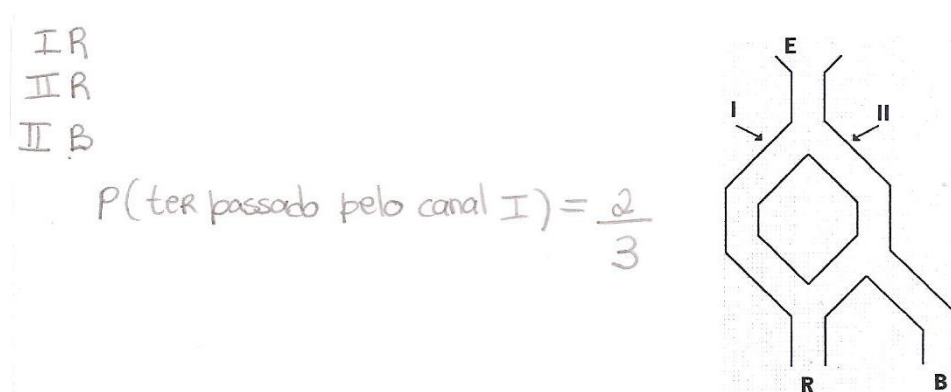 I R
II R
II B
P(ter passado pelo canal I) = 2/3
E
I
II
R
B